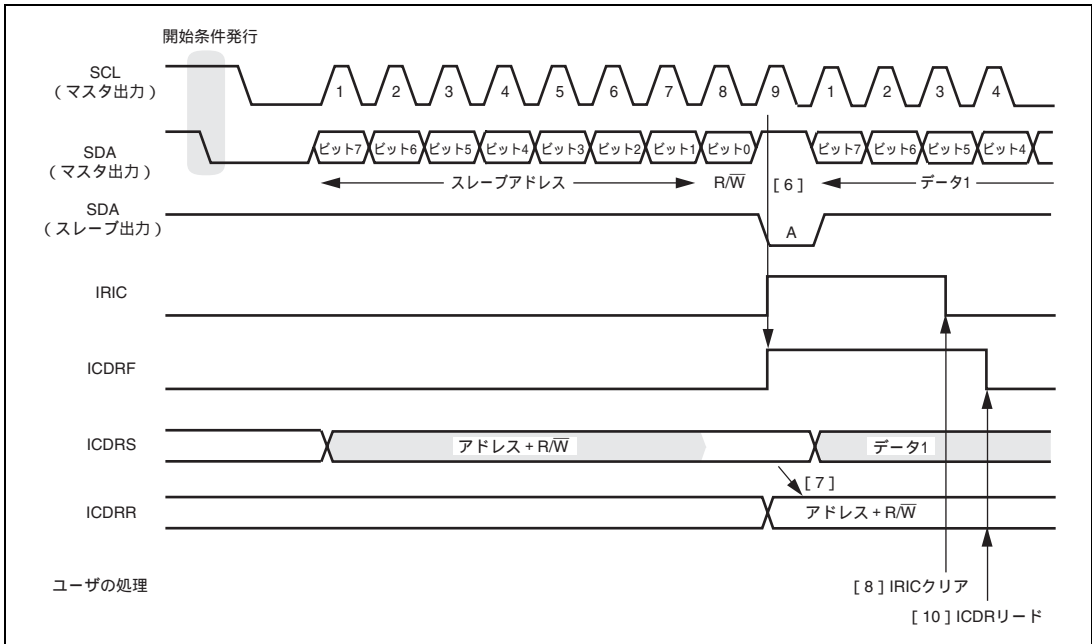 開始条件発行
SCL
(マスタ出力)
1 2 3 4 5 6 7 8 9 1 2 3 4
SDA
(マスタ出力)
ビット7 ビット6 ビット5 ビット4 ビット3 ビット2 ビット1 ビット0 ビット7 ビット6 ビット5 ビット4
スレーブアドレス R/W̅ [6] データ1
SDA
(スレーブ出力)
A
IRIC
ICDRF
ICDRS アドレス+R/W̅ データ1
[7]
ICDRR アドレス+R/W̅
ユーザの処理 [8] IRICクリア
[10] ICDRリード